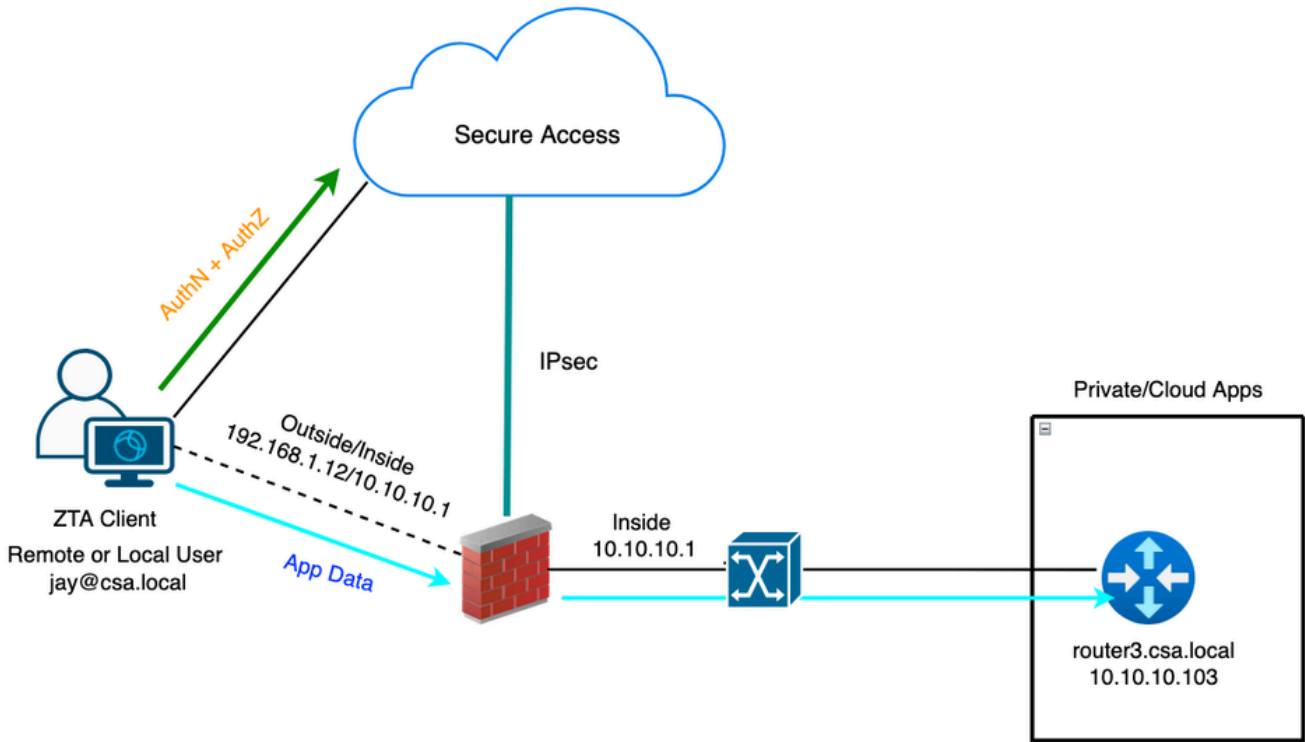 Secure Access
AuthN + AuthZ
IPsec
Private/Cloud Apps
Outside/Inside
192.168.1.12/10.10.10.1
ZTA Client
Remote or Local User
jay@csa.local
App Data
Inside
10.10.10.1
router3.csa.local
10.10.10.103